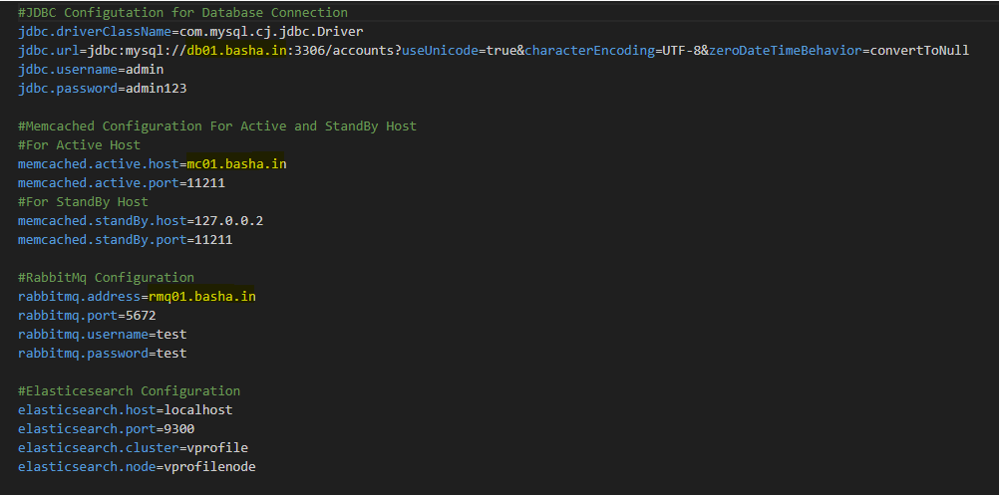 #JDBC Configutation for Database Connection
jdbc.driverClassName=com.mysql.cj.jdbc.Driver
jdbc.url=jdbc:mysql://db01.basha.in:3306/accounts?useUnicode=true&characterEncoding=UTF-8&zeroDateTimeBehavior=convertToNull
jdbc.username=admin
jdbc.password=admin123
#Memcached Configuration For Active and StandBy Host
#For Active Host
memcached.active.host=mc01.basha.in
memcached.active.port=11211
#For StandBy Host
memcached.standBy.host=127.0.0.2
memcached.standBy.port=11211
#RabbitMq Configuration
rabbitmq.address=rmq01.basha.in
rabbitmq.port=5672
rabbitmq.username=test
rabbitmq.password=test
#Elasticesearch Configuration
elasticsearch.host=localhost
elasticsearch.port=9300
elasticsearch.cluster=vprofile
elasticsearch.node=vprofilenode